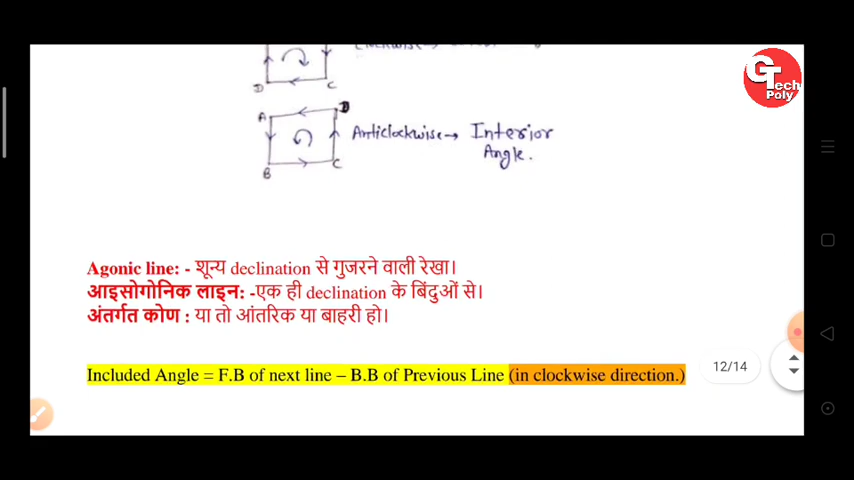 D
C
A
D
Anticlockwise → Interior
Angle.
B
C
GTech
Poly
Agonic line: - शून्य declination से गुजरने वाली रेखा।
आइसोगोनिक लाइन: -एक ही declination के बिंदुओं से।
अंतर्गत कोण : या तो आंतरिक या बाहरी हो।
Included Angle = F.B of next line – B.B of Previous Line (in clockwise direction.)
12/14